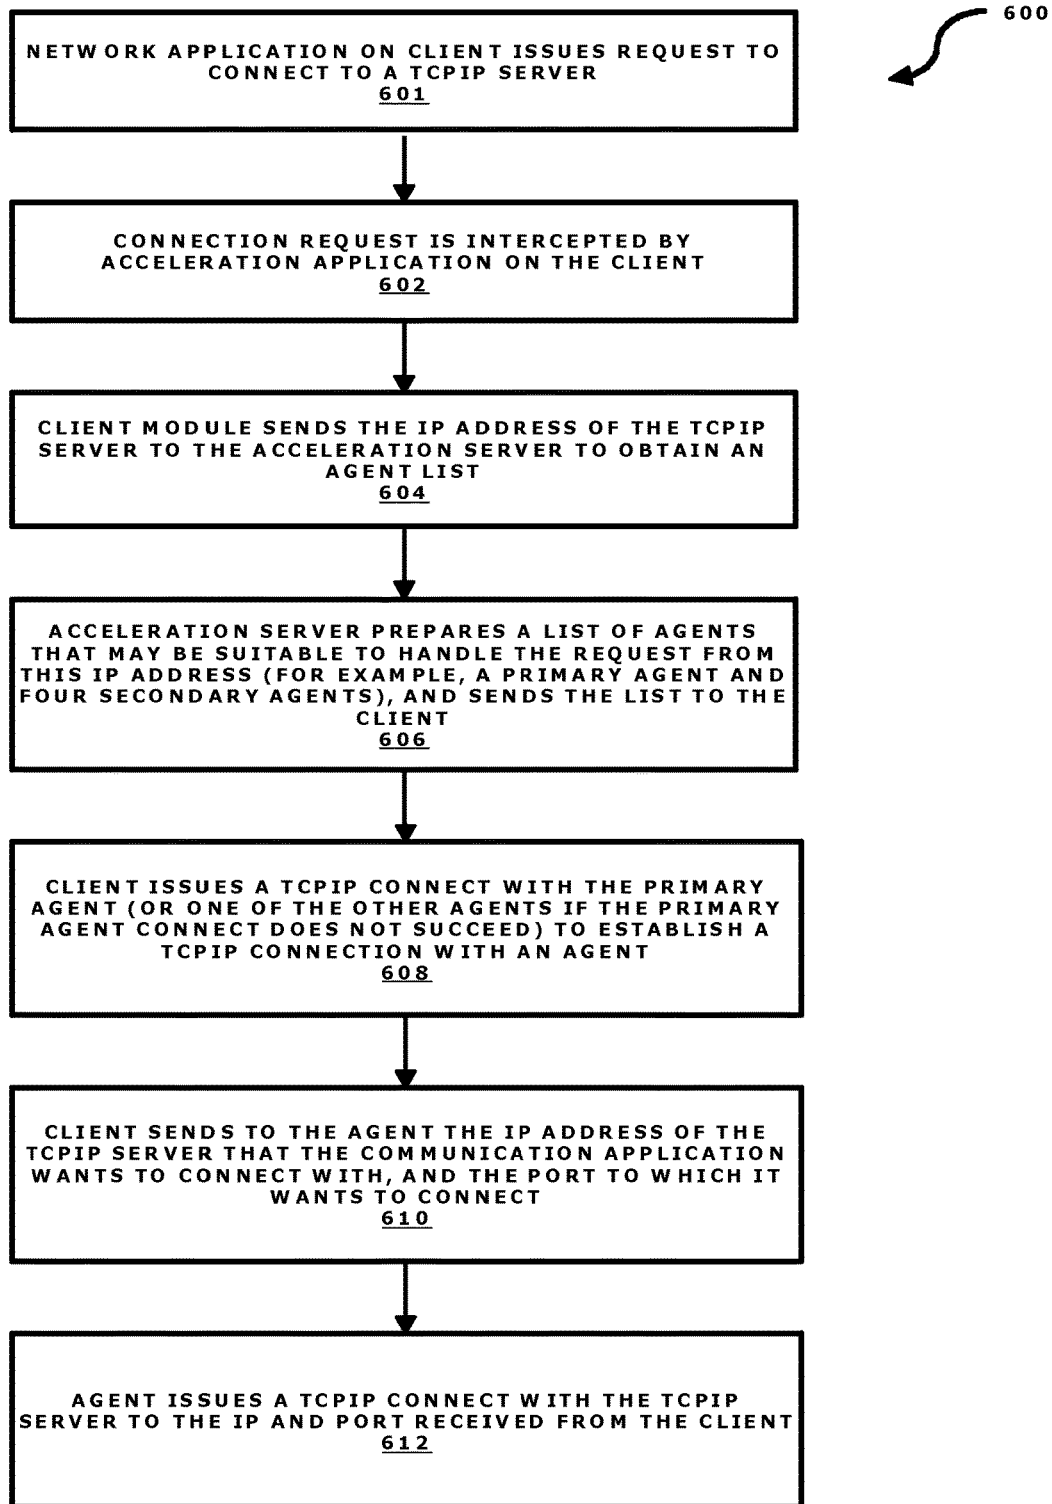 600
NETWORK APPLICATION ON CLIENT ISSUES REQUEST TO
CONNECT TO A TCPIP SERVER
601
CONNECTION REQUEST IS INTERCEPTED BY
ACCELERATION APPLICATION ON THE CLIENT
602
CLIENT MODULE SENDS THE IP ADDRESS OF THE TCPIP
SERVER TO THE ACCELERATION SERVER TO OBTAIN AN
AGENT LIST
604
ACCELERATION SERVER PREPARES A LIST OF AGENTS
THAT MAY BE SUITABLE TO HANDLE THE REQUEST FROM
THIS IP ADDRESS (FOR EXAMPLE, A PRIMARY AGENT AND
FOUR SECONDARY AGENTS), AND SENDS THE LIST TO THE
CLIENT
606
CLIENT ISSUES A TCPIP CONNECT WITH THE PRIMARY
AGENT (OR ONE OF THE OTHER AGENTS IF THE PRIMARY
AGENT CONNECT DOES NOT SUCCEED) TO ESTABLISH A
TCPIP CONNECTION WITH AN AGENT
608
CLIENT SENDS TO THE AGENT THE IP ADDRESS OF THE
TCPIP SERVER THAT THE COMMUNICATION APPLICATION
WANTS TO CONNECT WITH, AND THE PORT TO WHICH IT
WANTS TO CONNECT
610
AGENT ISSUES A TCPIP CONNECT WITH THE TCPIP
SERVER TO THE IP AND PORT RECEIVED FROM THE CLIENT
612